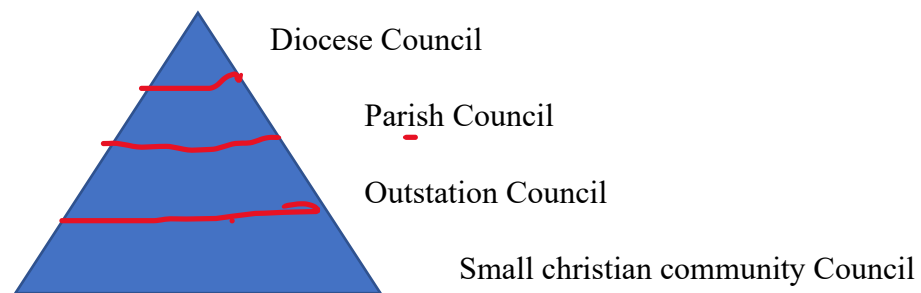 Diocese Council
Parish Council
Outstation Council
Small christian community Council